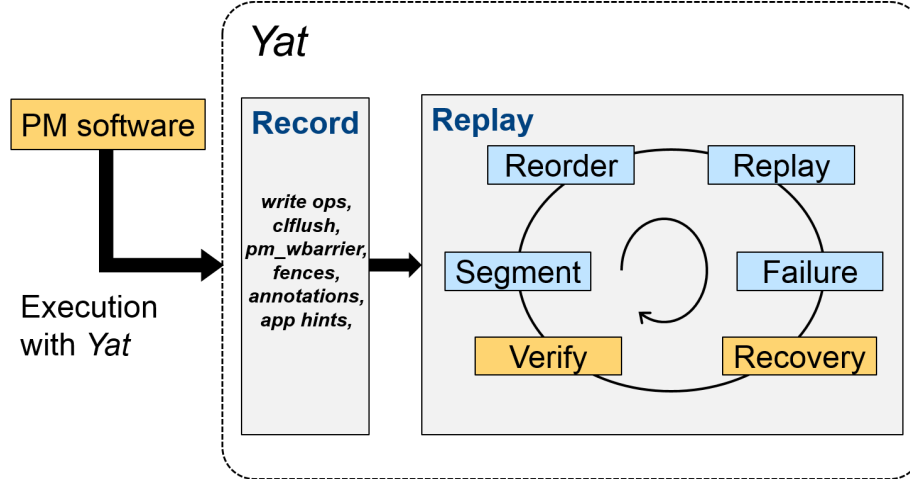 Yat
PM software
Record
Replay
Reorder
Replay
write ops,
clflush,
pm_wbarrier,
fences,
annotations,
app hints,
Segment
Failure
Verify
Recovery
Execution
with Yat